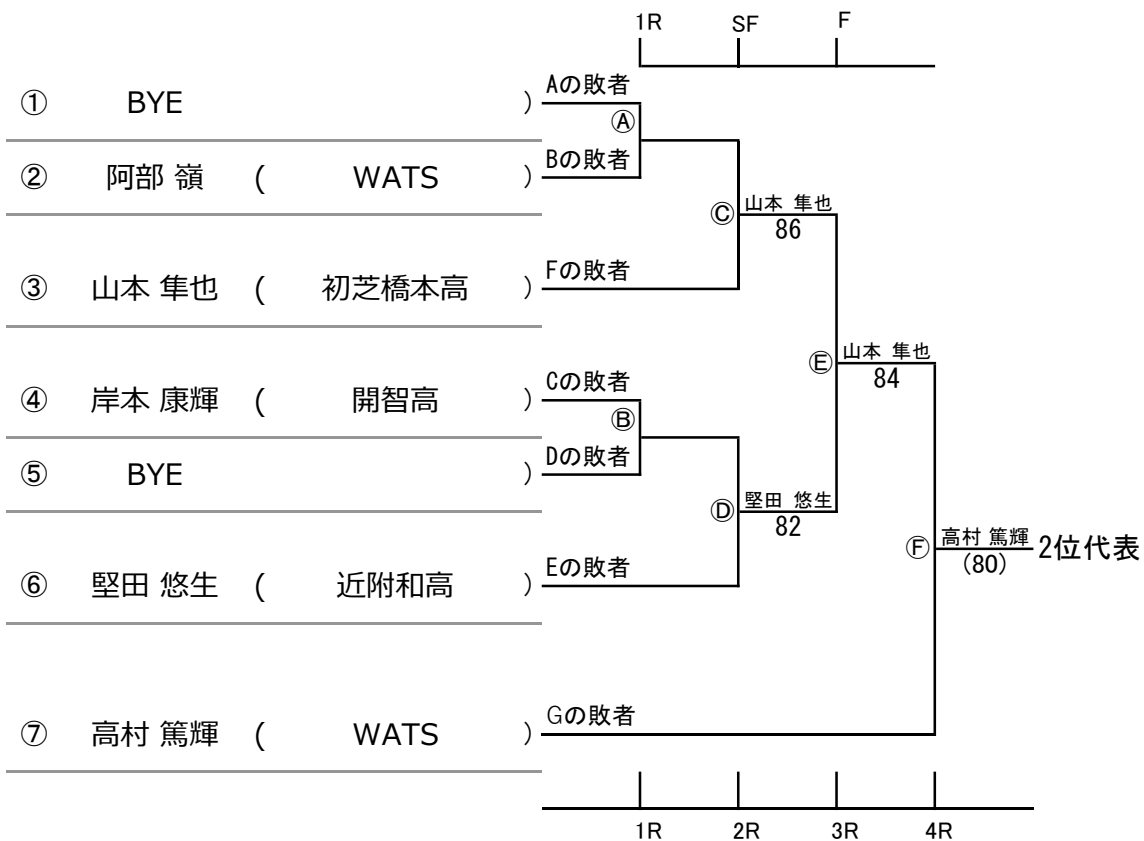 1R SF F
① BYE ) Aの敗者
Ⓐ
② 阿部 嶺 ( WATS ) Bの敗者
Ⓒ 山本 隼也
86
③ 山本 隼也 ( 初芝橋本高 ) Fの敗者
Ⓔ 山本 隼也
84
④ 岸本 康輝 ( 開智高 ) Cの敗者
Ⓑ
⑤ BYE ) Dの敗者
Ⓓ 堅田 悠生
82
Ⓕ 高村 篤輝 2位代表
(80)
⑥ 堅田 悠生 ( 近附和高 ) Eの敗者
⑦ 高村 篤輝 ( WATS ) Gの敗者
1R 2R 3R 4R